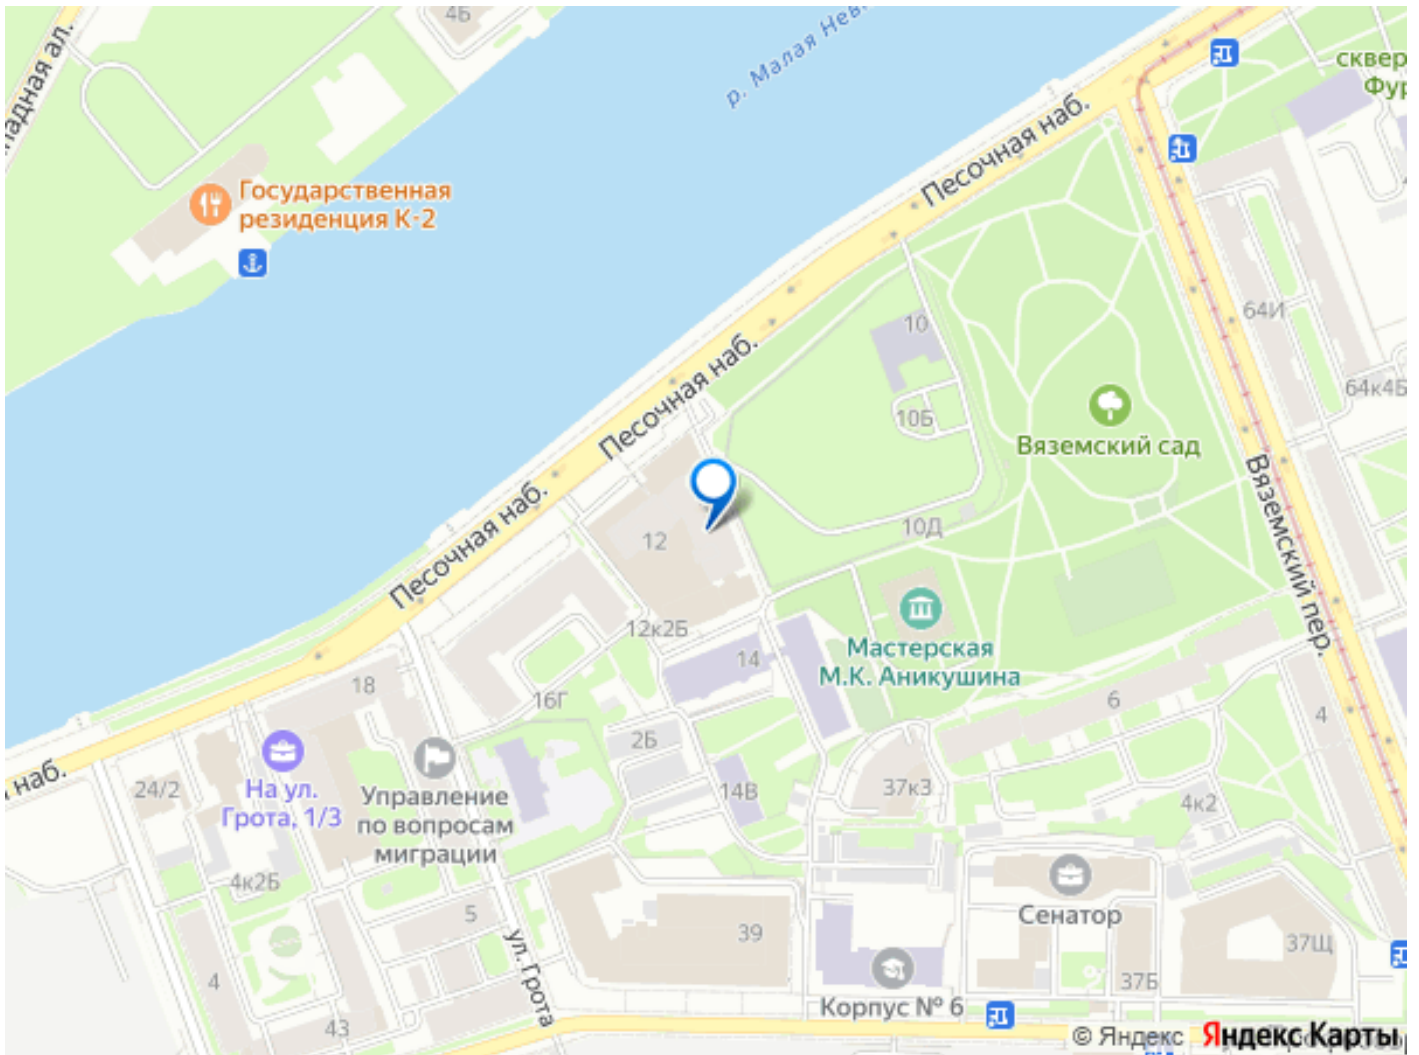 4Б
р. Малая Нев
сквер
Фур
адная ал.
Песочная наб.
Государственная
резиденция К-2
64И
10
Песочная наб.
64к4Б
10Б
Вяземский сад
Песочная наб.
10Д
12
Вяземский пер.
12к2Б
Мастерская
М.К. Аникушина
14
18
16Г
6
4
2Б
наб.
24/2
На ул.
Грота, 1/3
Управление
по вопросам
миграции
14В
37к3
4к2
4к2Б
5
39
Сенатор
ул. Грота
37Щ
4
37Б
Корпус № 6
43
© Яндекс
Яндекс Карты